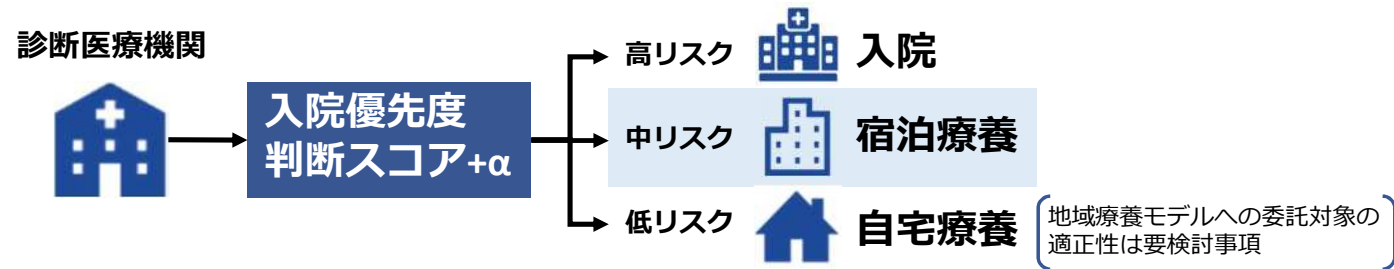 診断医療機関
入院優先度
判断スコア+α
高リスク
入院
中リスク
宿泊療養
低リスク
自宅療養
地域療養モデルへの委託対象の
適正性は要検討事項